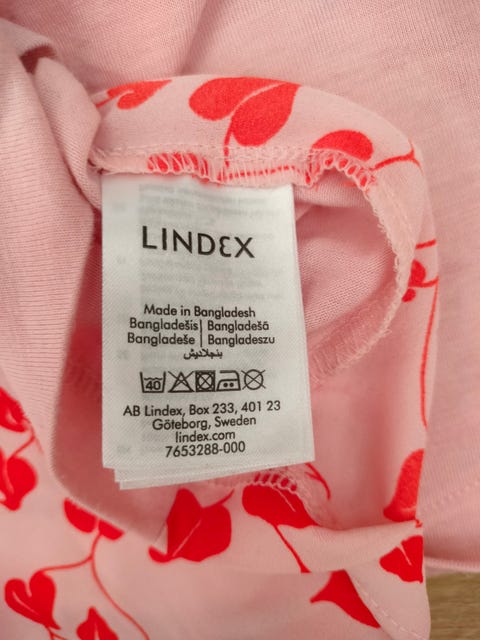 LINDEX
Made in Bangladesh
Bangladešis | Bangladešā
Bangladeše | Bangladeszu
بنجلاديش
40
AB Lindex, Box 233, 401 23
Göteborg, Sweden
lindex.com
7653288-000